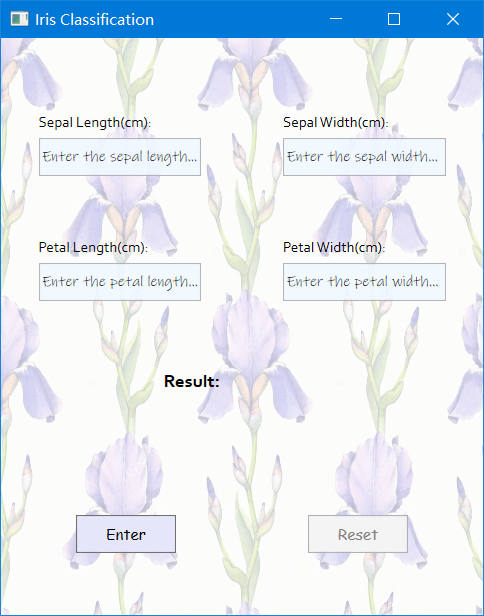 Iris Classification
Sepal Length(cm):
Sepal Width(cm):
Enter the sepal length...
Enter the sepal width...
Petal Length(cm):
Petal Width(cm):
Enter the petal length...
Enter the petal width...
Result:
Enter
Reset